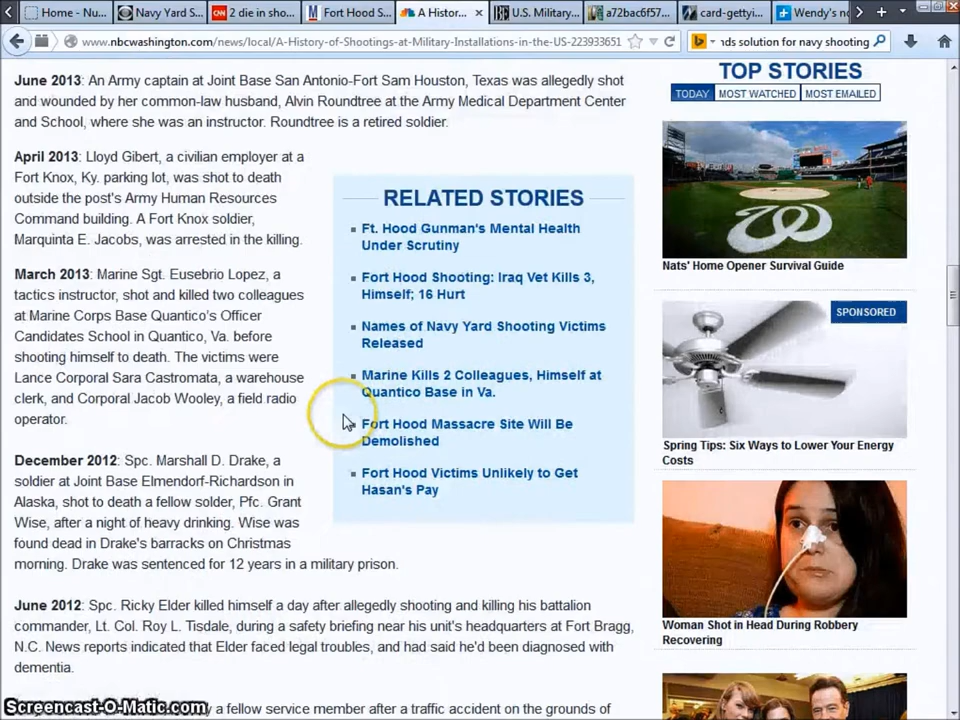 Home - Nu...
Navy Yard S...
2 die in sho...
Fort Hood S...
A Histor...
U.S. Military...
a72bac6f57...
card-gettyi...
Wendy's no
www.nbcwashington.com/news/local/A-History-of-Shootings-at-Military-Installations-in-the-US-223933651
ids solution for navy shooting
June 2013: An Army captain at Joint Base San Antonio-Fort Sam Houston, Texas was allegedly shot
and wounded by her common-law husband, Alvin Roundtree at the Army Medical Department Center
and School, where she was an instructor. Roundtree is a retired soldier.
April 2013: Lloyd Gibert, a civilian employer at a
Fort Knox, Ky. parking lot, was shot to death
outside the post's Army Human Resources
Command building. A Fort Knox soldier,
Marquinta E. Jacobs, was arrested in the killing.
March 2013: Marine Sgt. Eusebrio Lopez, a
tactics instructor, shot and killed two colleagues
at Marine Corps Base Quantico's Officer
Candidates School in Quantico, Va. before
shooting himself to death. The victims were
Lance Corporal Sara Castromata, a warehouse
clerk, and Corporal Jacob Wooley, a field radio
operator.
December 2012: Spc. Marshall D. Drake, a
soldier at Joint Base Elmendorf-Richardson in
Alaska, shot to death a fellow solder, Pfc. Grant
Wise, after a night of heavy drinking. Wise was
found dead in Drake's barracks on Christmas
morning. Drake was sentenced for 12 years in a military prison.
June 2012: Spc. Ricky Elder killed himself a day after allegedly shooting and killing his battalion
commander, Lt. Col. Roy L. Tisdale, during a safety briefing near his unit's headquarters at Fort Bragg,
N.C. News reports indicated that Elder faced legal troubles, and had said he'd been diagnosed with
dementia.
by a fellow service member after a traffic accident on the grounds of
RELATED STORIES
Ft. Hood Gunman's Mental Health
Under Scrutiny
Fort Hood Shooting: Iraq Vet Kills 3,
Himself; 16 Hurt
Names of Navy Yard Shooting Victims
Released
Marine Kills 2 Colleagues, Himself at
Quantico Base in Va.
Fort Hood Massacre Site Will Be
Demolished
Fort Hood Victims Unlikely to Get
Hasan's Pay
TOP STORIES
TODAY MOST WATCHED MOST EMAILED
Nats' Home Opener Survival Guide
SPONSORED
Spring Tips: Six Ways to Lower Your Energy
Costs
Woman Shot in Head During Robbery
Recovering
Screencast-O-Matic.com